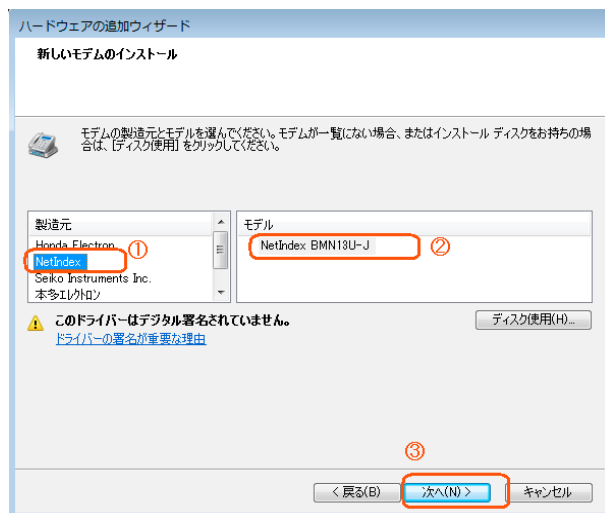 ハードウェアの追加ウィザード
新しいモデムのインストール
モデムの製造元とモデルを選んでください。モデムが一覧にない場合、またはインストール ディスクをお持ちの場
合は、[ディスク使用] をクリックしてください。
製造元
Honda Electron
NetIndex
Seiko Instruments Inc.
本多エレクトロン
①
モデル
NetIndex BMN13U-J
②
このドライバーはデジタル署名されていません。
ディスク使用(H)...
ドライバーの署名が重要な理由
③
< 戻る(B)
次へ(N) >
キャンセル